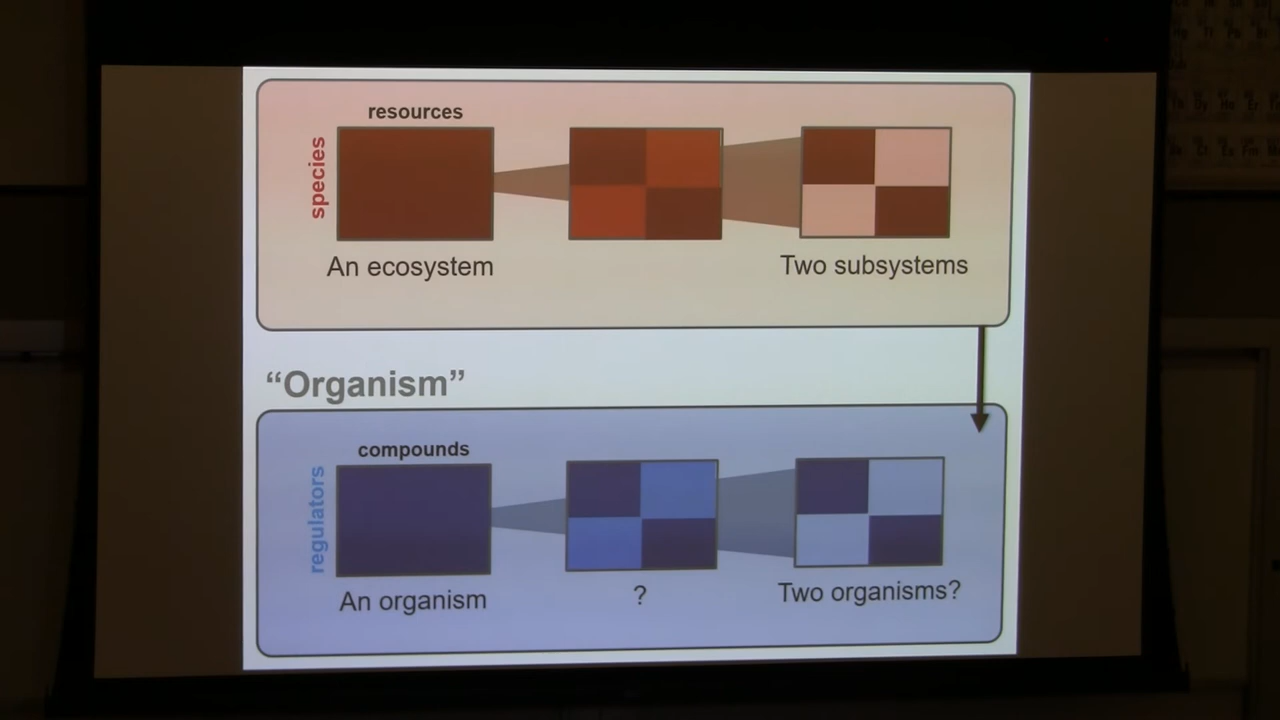 resources
species
An ecosystem
Two subsystems
“Organism”
compounds
regulators
An organism
?
Two organisms?